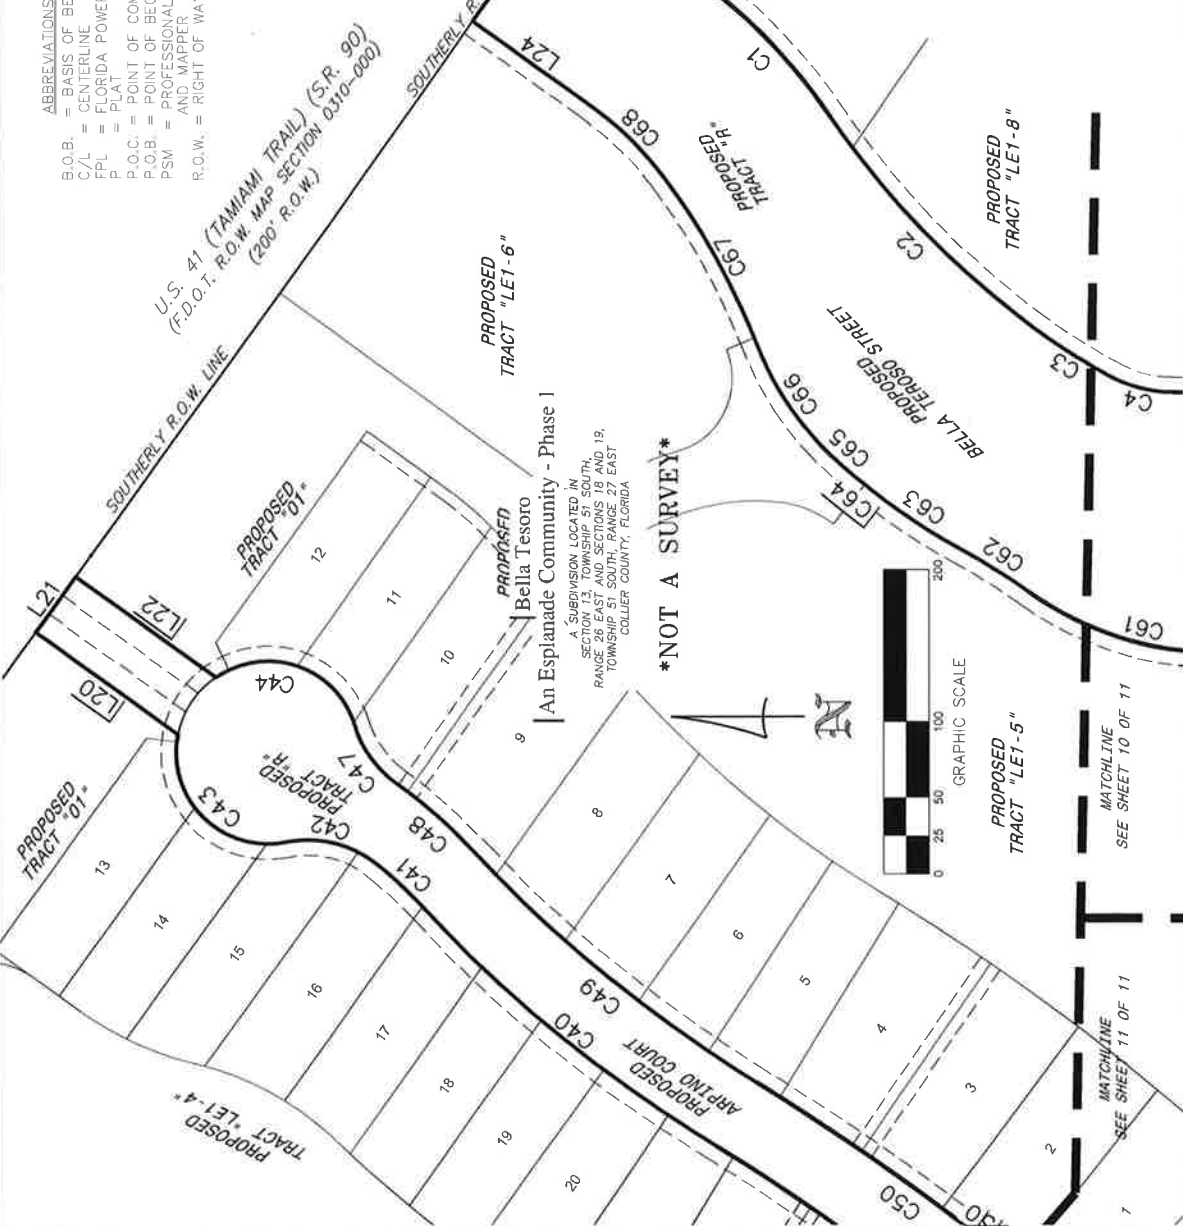 ABBREVIATIONS
B.O.B. = BASIS OF BE
C/L = CENTERLINE
FPL = FLORIDA POWER
P = PLAT
P.O.C. = POINT OF COM
P.O.B. = POINT OF BEG
PSM = PROFESSIONAL
AND MAPPER
R.O.W. = RIGHT OF WAY
U.S. 41 (TAMIAMI TRAIL) (S.R. 90)
(F.D.O.T. R.O.W. MAP SECTION 0310-000)
(200' R.O.W.)
SOUTHERLY R.
SOUTHERLY R.O.W. LINE
L24
C68
C67
C66
C65
C64
C63
C62
C61
C1
C2
C3
C4
PROPOSED
TRACT "R"
PROPOSED
TRACT "LE1-8"
PROPOSED
BELLA TEROSO STREET
PROPOSED
TRACT "LE1-6"
PROPOSED
TRACT "O1"
12
11
10
9
8
7
6
5
4
3
2
1
PROPOSED
Bella Tesoro
An Esplanade Community - Phase 1
A SUBDIVISION LOCATED IN
SECTION 13, TOWNSHIP 51 SOUTH,
RANGE 26 EAST AND SECTIONS 18 AND 19,
TOWNSHIP 51 SOUTH, RANGE 27 EAST
COLLIER COUNTY, FLORIDA
*NOT A SURVEY*
N
0 25 50 100 200
GRAPHIC SCALE
PROPOSED
TRACT "LE1-5"
MATCHLINE
SEE SHEET 10 OF 11
MATCHLINE
SEE SHEET 11 OF 11
L21
L22
L20
C44
C43
C42
C41
C47
C48
C49
C40
C50
PROPOSED
TRACT "R"
PROPOSED
TRACT "O1"
13
14
15
16
17
18
19
20
PROPOSED
TRACT "LE1-4"
PROPOSED
ARPINO COURT